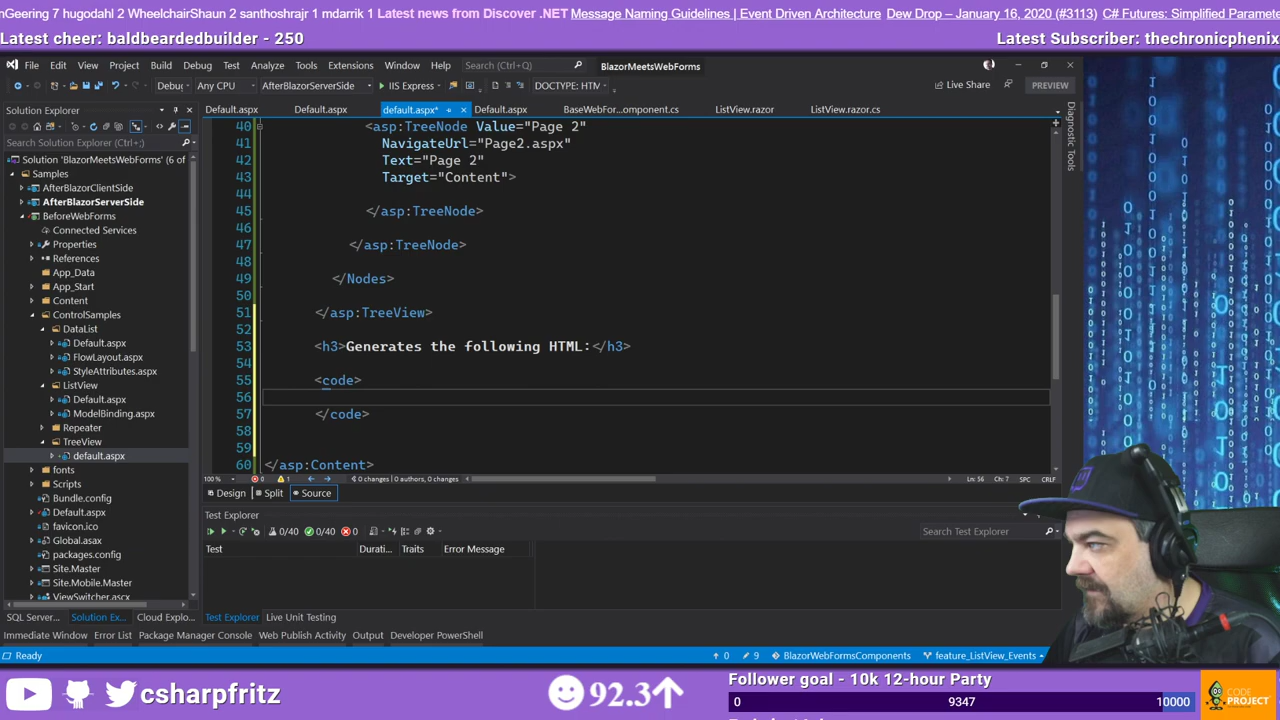 nGeering 7 hugodahl 2 WheelchairShaun 2 santhoshrajr 1 mdarrik 1 Latest news from Discover .NET Message Naming Guidelines | Event Driven Architecture Dew Drop – January 16, 2020 (#3113) C# Futures: Simplified Paramete
Latest cheer: baldbeardedbuilder - 250
Latest Subscriber: thechronicphenix
File Edit View Project Build Debug Test Analyze Tools Extensions Window Help Search (Ctrl+Q) BlazorMeetsWebForms
Debug Any CPU AfterBlazorServerSide IIS Express DOCTYPE: HTM Live Share PREVIEW
Solution Explorer
Default.aspx Default.aspx default.aspx* Default.aspx BaseWebFor...omponent.cs ListView.razor ListView.razor.cs
Search Solution Explorer (Ctrl+;)
Solution 'BlazorMeetsWebForms' (6 of
Samples
AfterBlazorClientSide
AfterBlazorServerSide
BeforeWebForms
Connected Services
Properties
References
App_Data
App_Start
Content
ControlSamples
DataList
Default.aspx
FlowLayout.aspx
StyleAttributes.aspx
ListView
Default.aspx
ModelBinding.aspx
Repeater
TreeView
default.aspx
fonts
Scripts
Bundle.config
Default.aspx
favicon.ico
Global.asax
packages.config
Site.Master
Site.Mobile.Master
ViewSwitcher.ascx
40 <asp:TreeNode Value="Page 2"
41 NavigateUrl="Page2.aspx"
42 Text="Page 2"
43 Target="Content">
44
45 </asp:TreeNode>
46
47 </asp:TreeNode>
48
49 </Nodes>
50
51 </asp:TreeView>
52
53 <h3>Generates the following HTML:</h3>
54
55 <code>
56
57 </code>
58
59
60 </asp:Content>
Diagnostic Tools
100 % 0 1 0 changes | 0 authors, 0 changes Ln: 56 Ch: 7 SPC CRLF
Design Split Source
Test Explorer
0/40 0/40 0 Search Test Explorer
Test Durati... Traits Error Message
SQL Server... Solution Ex... Cloud Explo... Test Explorer Live Unit Testing
Immediate Window Error List Package Manager Console Web Publish Activity Output Developer PowerShell
Ready 0 9 BlazorWebFormsComponents feature_ListView_Events
csharpfritz
92.3
Follower goal - 10k 12-hour Party
0 9347 10000
CODE PROJECT